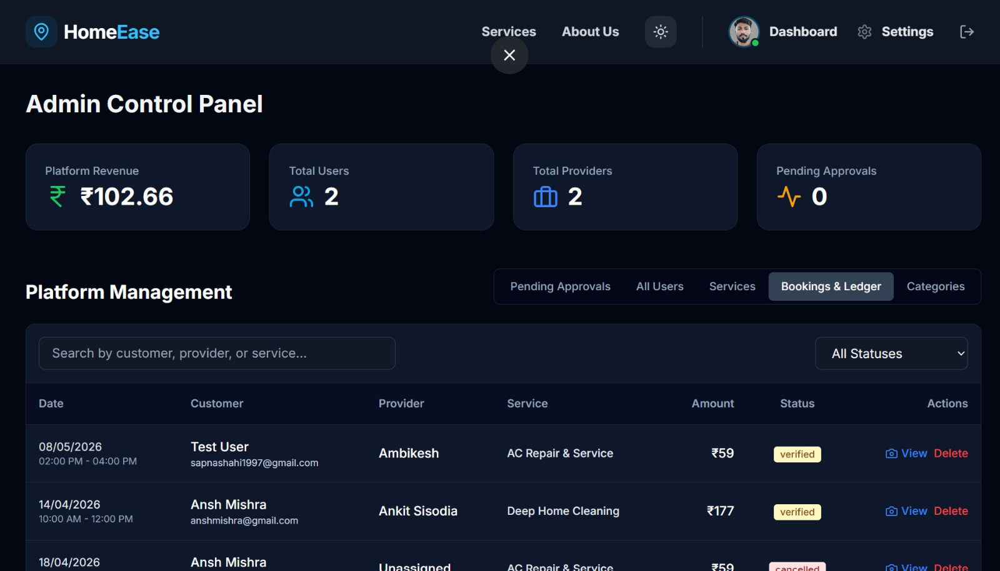 HomeEase
Services
About Us
Dashboard
Settings
Admin Control Panel
Platform Revenue
₹102.66
Total Users
2
Total Providers
2
Pending Approvals
0
Platform Management
Pending Approvals
All Users
Services
Bookings & Ledger
Categories
Search by customer, provider, or service...
All Statuses
Date Customer Provider Service Amount Status Actions
08/05/2026
02:00 PM - 04:00 PM
Test User
sapnashahi1997@gmail.com
Ambikesh
AC Repair & Service
₹59
verified
View Delete
14/04/2026
10:00 AM - 12:00 PM
Ansh Mishra
anshmishra@gmail.com
Ankit Sisodia
Deep Home Cleaning
₹177
verified
View Delete
18/04/2026
Ansh Mishra
Unassigned
AC Repair & Service
₹59
cancelled
View Delete